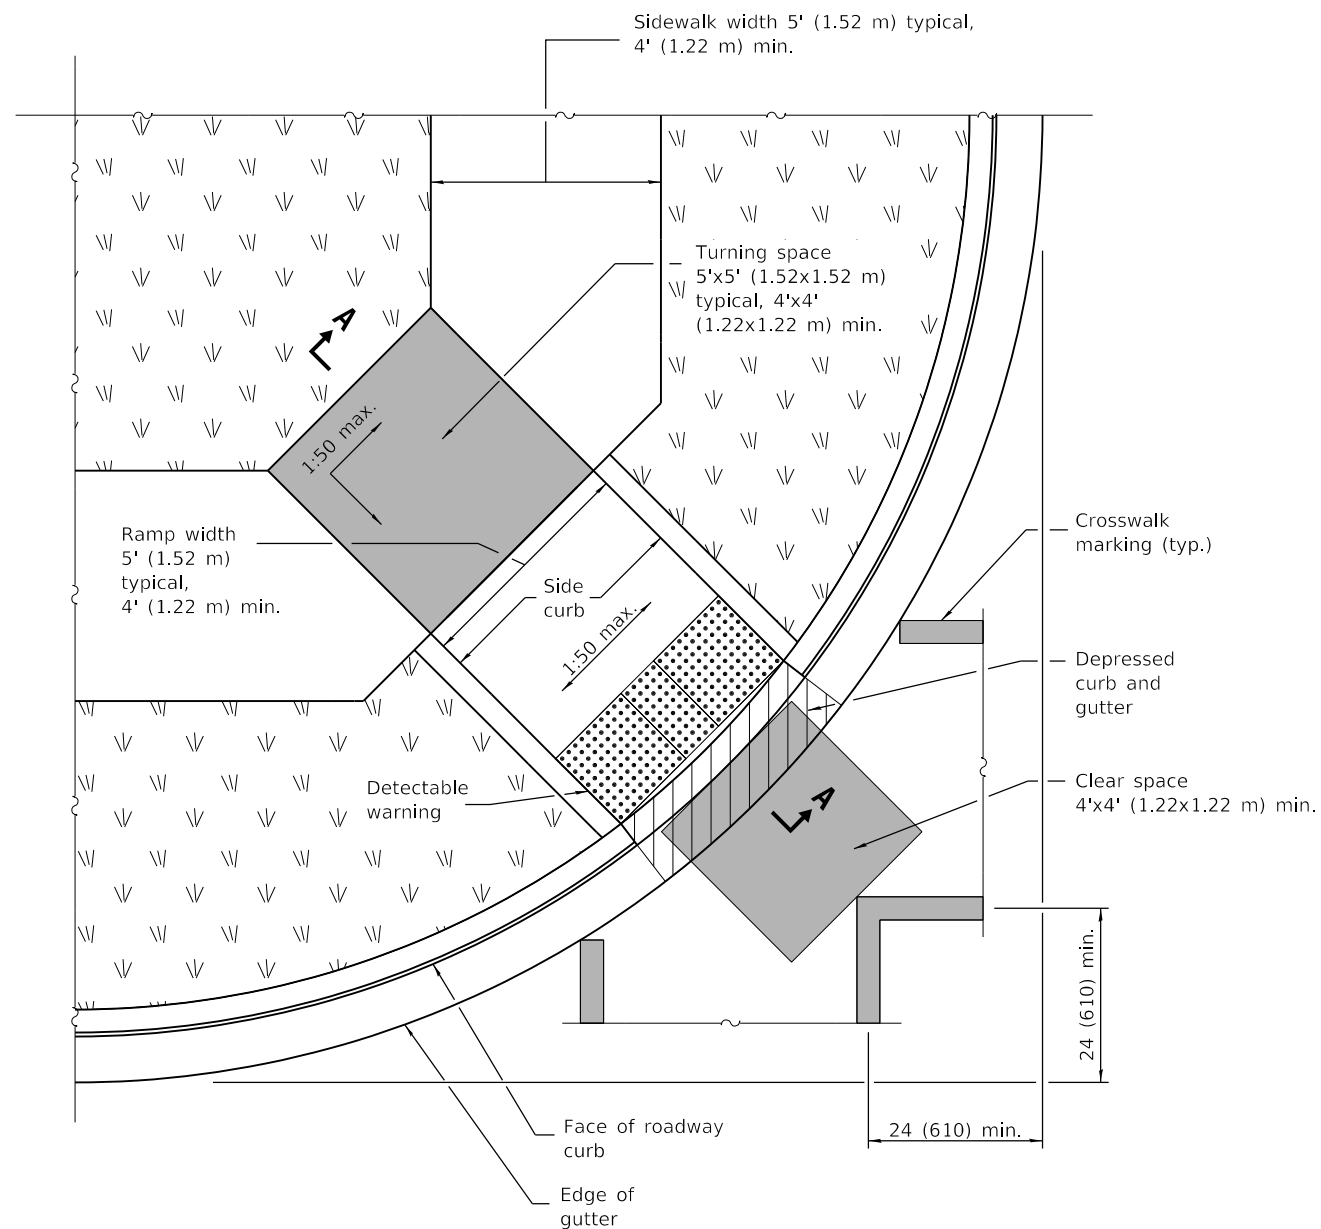 Sidewalk width 5' (1.52 m) typical,
4' (1.22 m) min.
Turning space
5'x5' (1.52x1.52 m)
typical, 4'x4'
(1.22x1.22 m) min.
A
1:50 max.
Ramp width
5' (1.52 m)
typical,
4' (1.22 m) min.
Side
curb
1:50 max.
Crosswalk
marking (typ.)
Depressed
curb and
gutter
Detectable
warning
A
Clear space
4'x4' (1.22x1.22 m) min.
24 (610) min.
24 (610) min.
Face of roadway
curb
Edge of
gutter